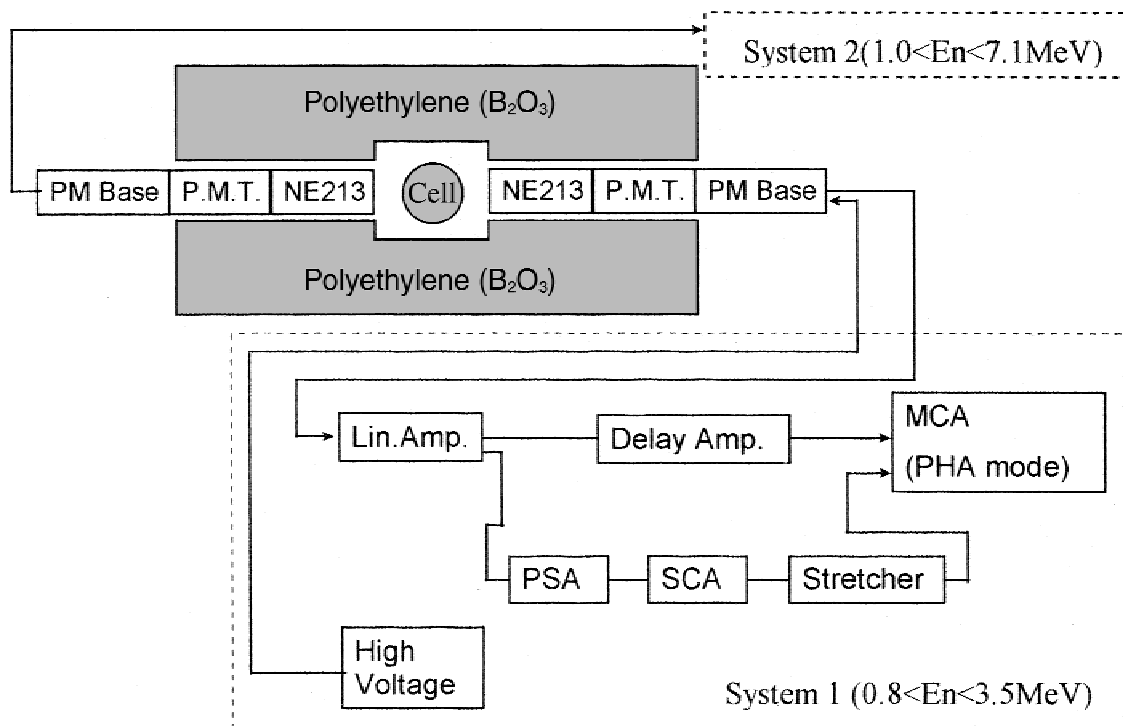 System 2(1.0<En<7.1MeV)
Polyethylene (B₂O₃)
PM Base
P.M.T.
NE213
Cell
NE213
P.M.T.
PM Base
Polyethylene (B₂O₃)
Lin.Amp.
Delay Amp.
MCA
(PHA mode)
PSA
SCA
Stretcher
High
Voltage
System 1 (0.8<En<3.5MeV)